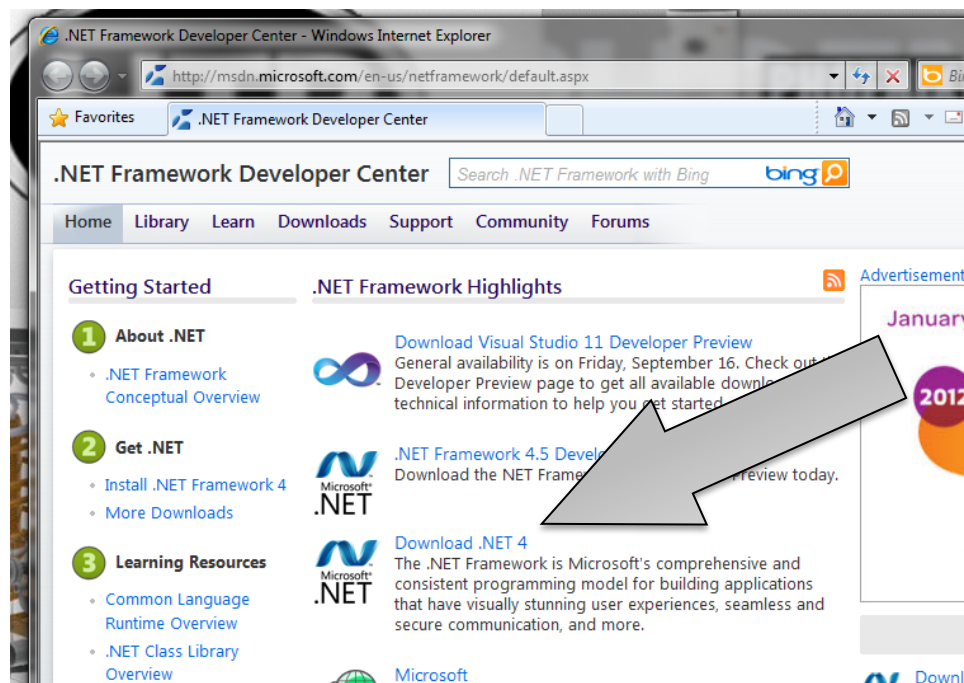 .NET Framework Developer Center - Windows Internet Explorer
http://msdn.microsoft.com/en-us/netframework/default.aspx
Favorites
.NET Framework Developer Center
.NET Framework Developer Center
Search .NET Framework with Bing
bing
Home Library Learn Downloads Support Community Forums
Getting Started
1 About .NET
.NET Framework
Conceptual Overview
2 Get .NET
Install .NET Framework 4
More Downloads
3 Learning Resources
Common Language
Runtime Overview
.NET Class Library
Overview
.NET Framework Highlights
Download Visual Studio 11 Developer Preview
General availability is on Friday, September 16. Check out
Developer Preview page to get all available
technical information to help you get started
Microsoft
.NET
.NET Framework 4.5
Download the NET Preview today.
Microsoft
.NET
Download .NET 4
The .NET Framework is Microsoft's comprehensive and
consistent programming model for building applications
that have visually stunning user experiences, seamless and
secure communication, and more.
Microsoft
Advertisement
January
2012